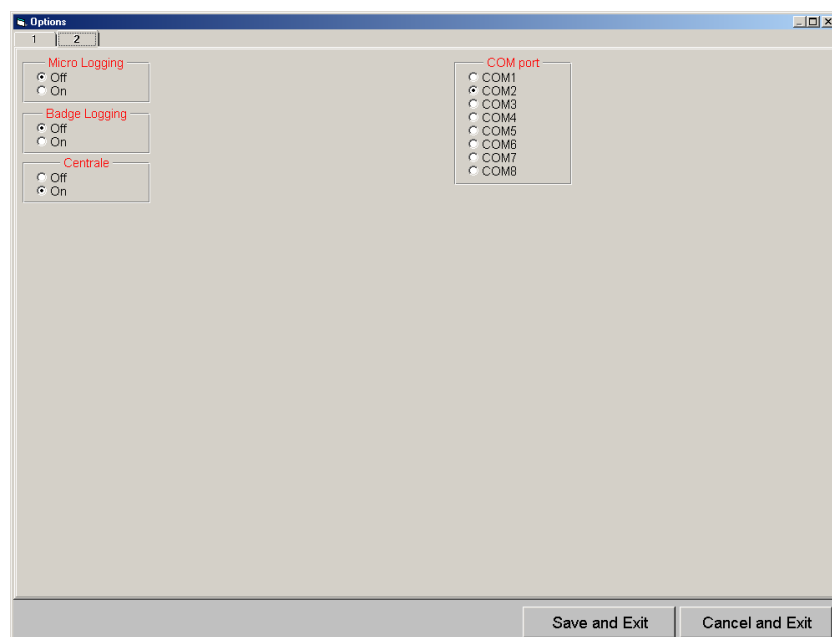 Options
1 2
Micro Logging
Off
On
Badge Logging
Off
On
Centrale
Off
On
COM port
COM1
COM2
COM3
COM4
COM5
COM6
COM7
COM8
Save and Exit Cancel and Exit